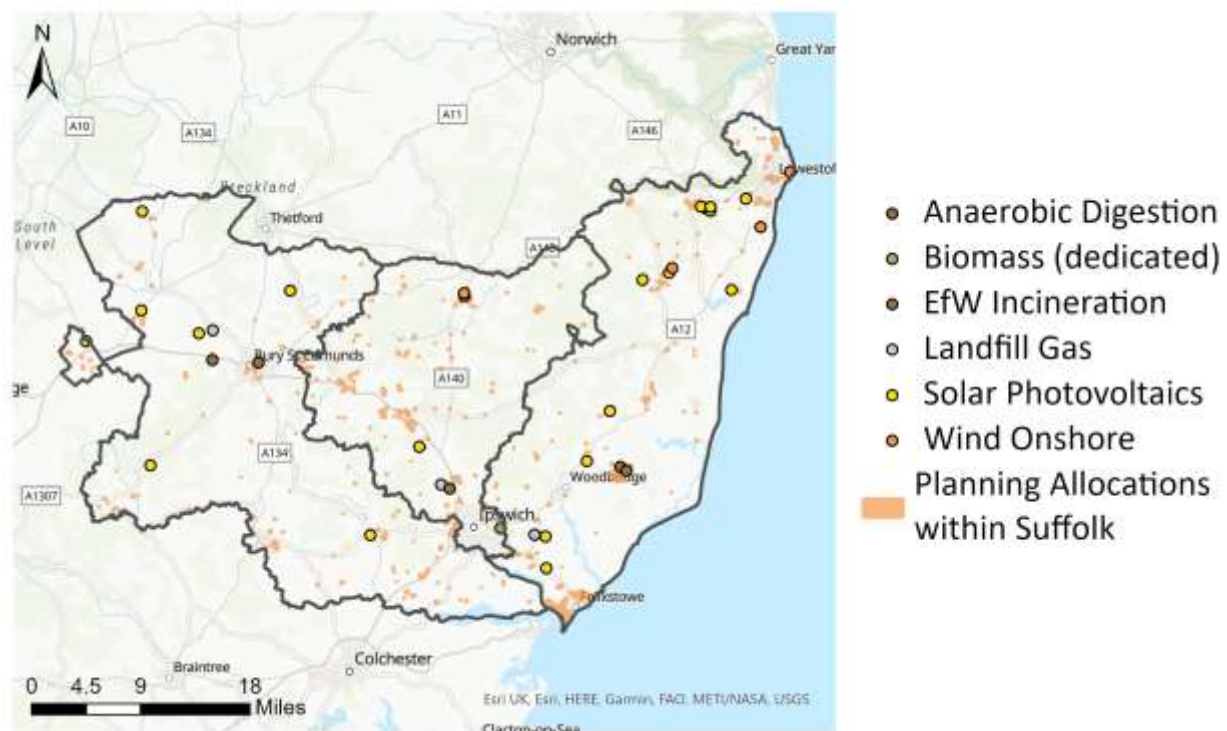 N
Norwich
Great Yar
A10
A134
A11
A146
Lowestof
Breckland
South
Level
Thetford
A143
A12
Bury St Edmunds
ge
A140
A134
A1307
Woodbridge
Ipswich
Felixstowe
Colchester
Braintree
0 4.5 9 18
Miles
Esri UK, Esri, HERE, Garmin, FAO, METI/NASA, USGS
Clacton-on-Sea
Anaerobic Digestion
Biomass (dedicated)
EfW Incineration
Landfill Gas
Solar Photovoltaics
Wind Onshore
Planning Allocations
within Suffolk